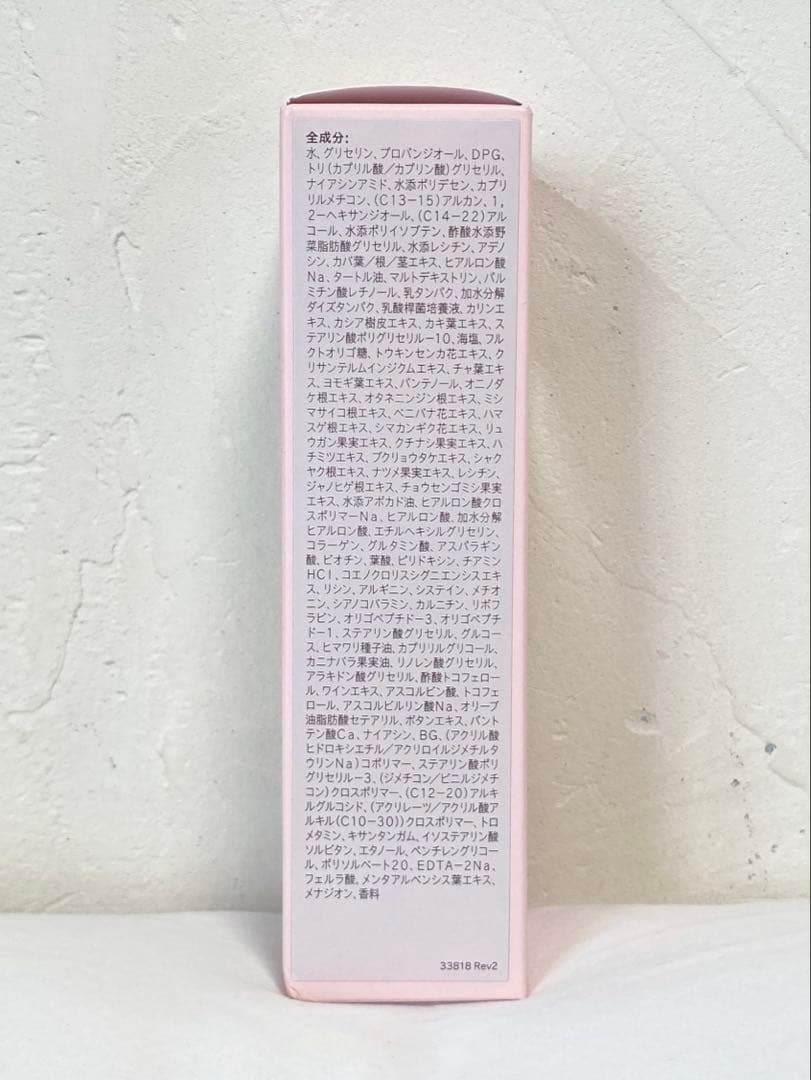 全成分:
水、グリセリン、プロパンジオール、DPG、
トリ(カプリル酸/カプリン酸)グリセリル、
ナイアシンアミド、水添ポリデセン、カプリ
リルメチコン、(C13-15)アルカン、1,
2-ヘキサンジオール、(C14-22)アル
コール、水添ポリイソブテン、酢酸水添野
菜脂肪酸グリセリル、水添レシチン、アデノ
シン、カバ葉/根/茎エキス、ヒアルロン酸
Na、タートル油、マルトデキストリン、パル
ミチン酸レチノール、乳タンパク、加水分解
ダイズタンパク、乳酸桿菌培養液、カリンエ
キス、カシア樹皮エキス、カキ葉エキス、ス
テアリン酸ポリグリセリル-10、海塩、フル
クトオリゴ糖、トウキンセンカ花エキス、ク
リサンテルムインジクムエキス、チャ葉エキ
ス、ヨモギ葉エキス、パンテノール、オニノダ
ケ根エキス、オタネニンジン根エキス、ミシ
マサイコ根エキス、ベニバナ花エキス、ハマ
スゲ根エキス、シマカンギク花エキス、リュ
ウガン果実エキス、クチナシ果実エキス、ハ
チミツエキス、ブクリョウタケエキス、シャク
ヤク根エキス、ナツメ果実エキス、レシチン、
ジャノヒゲ根エキス、チョウセンゴミシ果実
エキス、水添アボカド油、ヒアルロン酸クロ
スポリマーNa、ヒアルロン酸、加水分解
ヒアルロン酸、エチルヘキシルグリセリン、
コラーゲン、グルタミン酸、アスパラギン
酸、ビオチン、葉酸、ピリドキシン、チアミン
HCl、コエノクロリスシグニエンシスエキ
ス、リシン、アルギニン、システイン、メチオ
ニン、シアノコバラミン、カルニチン、リボフ
ラビン、オリゴペプチド-3、オリゴペプチ
ド-1、ステアリン酸グリセリル、グルコー
ス、ヒマワリ種子油、カプリリルグリコール、
カニナバラ果実油、リノレン酸グリセリル、
アラキドン酸グリセリル、酢酸トコフェロー
ル、ワインエキス、アスコルビン酸、トコフェ
ロール、アスコルビルリン酸Na、オリーブ
油脂肪酸セテアリル、ボタンエキス、パント
テン酸Ca、ナイアシン、BG、(アクリル酸
ヒドロキシエチル/アクリロイルジメチルタ
ウリンNa)コポリマー、ステアリン酸ポリ
グリセリル-3、(ジメチコン/ビニルジメチ
コン)クロスポリマー、(C12-20)アルキ
ルグルコシド、(アクリレーツ/アクリル酸ア
ルキル(C10-30))クロスポリマー、トロ
メタミン、キサンタンガム、イソステアリン酸
ソルビタン、エタノール、ペンチレングリコー
ル、ポリソルベート20、EDTA-2Na、
フェルラ酸、メンタアルベンシス葉エキス、
メナジオン、香料
33818 Rev2